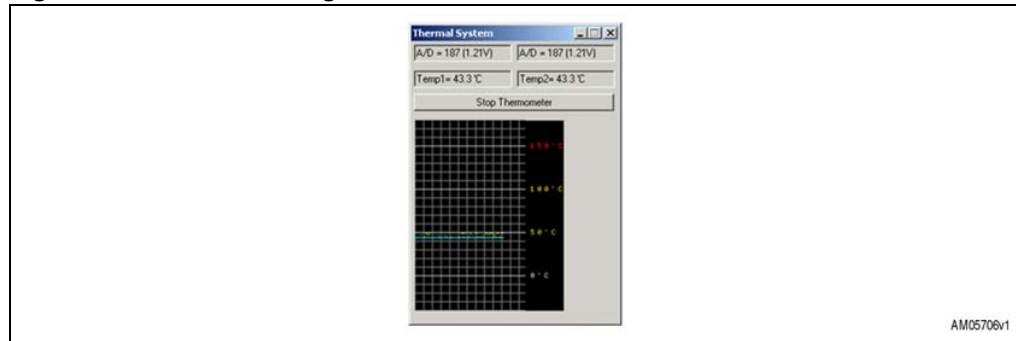 Thermal System
A/D = 187 (1.21V) A/D = 187 (1.21V)
Temp1= 43.3℃ Temp2= 43.3℃
Stop Thermometer
150°C
100°C
50°C
0°C
AM05706v1